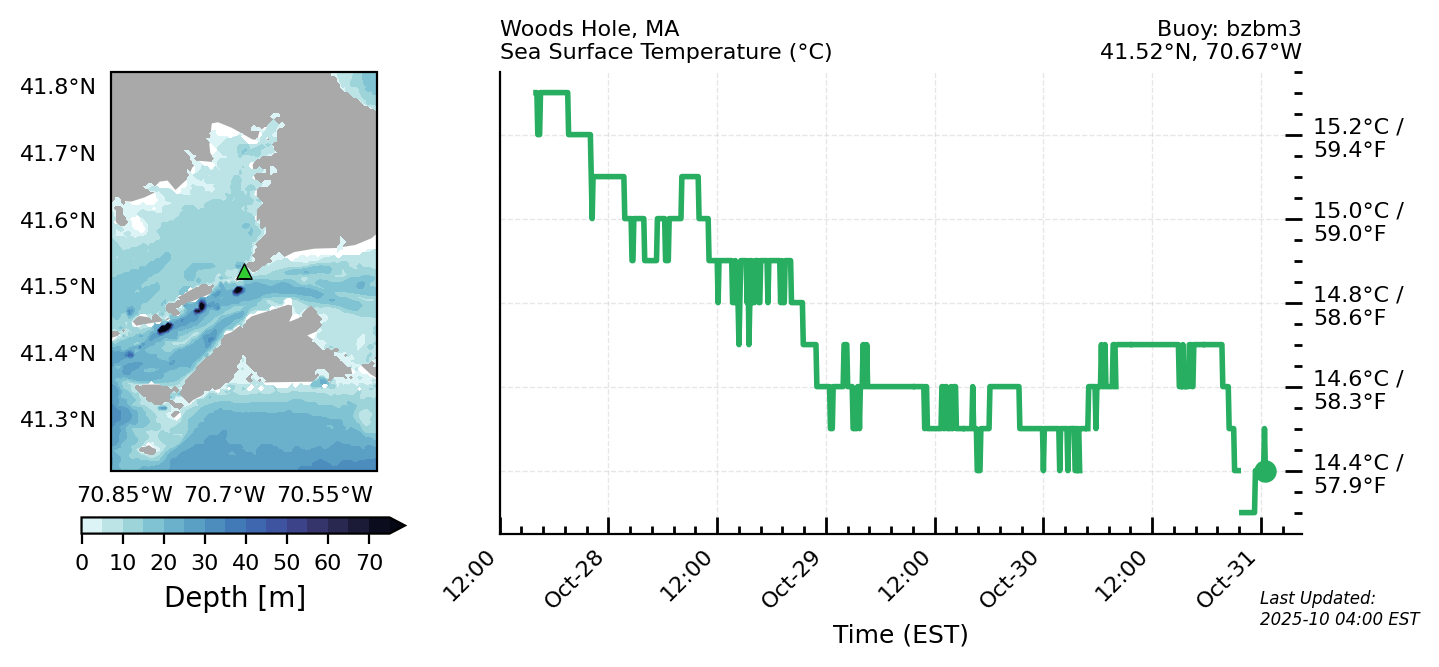 Woods Hole, MA
Sea Surface Temperature (°C)
Buoy: bzbm3
41.52°N, 70.67°W
41.8°N
41.7°N
41.6°N
41.5°N
41.4°N
41.3°N
70.85°W 70.7°W 70.55°W
0 10 20 30 40 50 60 70
Depth [m]
15.2°C /
59.4°F
15.0°C /
59.0°F
14.8°C /
58.6°F
14.6°C /
58.3°F
14.4°C /
57.9°F
12:00
Oct-28
12:00
Oct-29
12:00
Oct-30
12:00
Oct-31
Time (EST)
Last Updated:
2025-10 04:00 EST